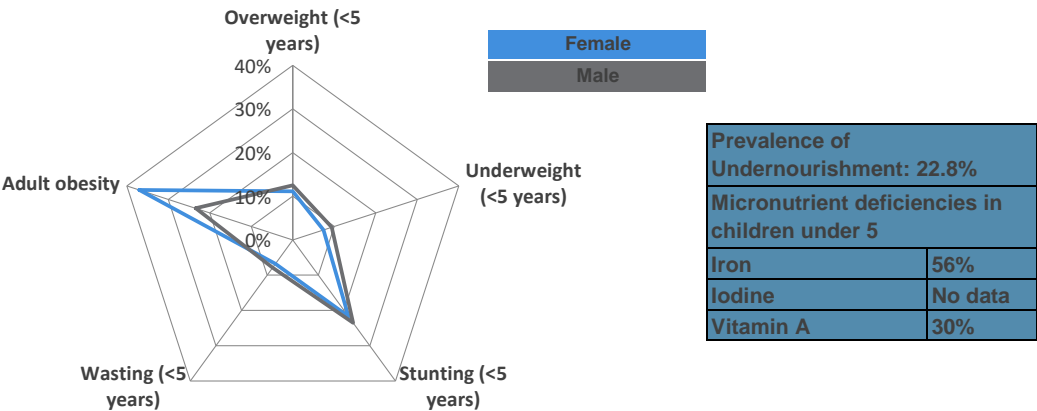 Overweight (<5
years)
40%
30%
20%
10%
0%
Female
Male
Underweight
(<5 years)
Adult obesity
Wasting (<5
years)
Stunting (<5
years)
Prevalence of
Undernourishment: 22.8%
Micronutrient deficiencies in
children under 5
Iron 56%
Iodine No data
Vitamin A 30%